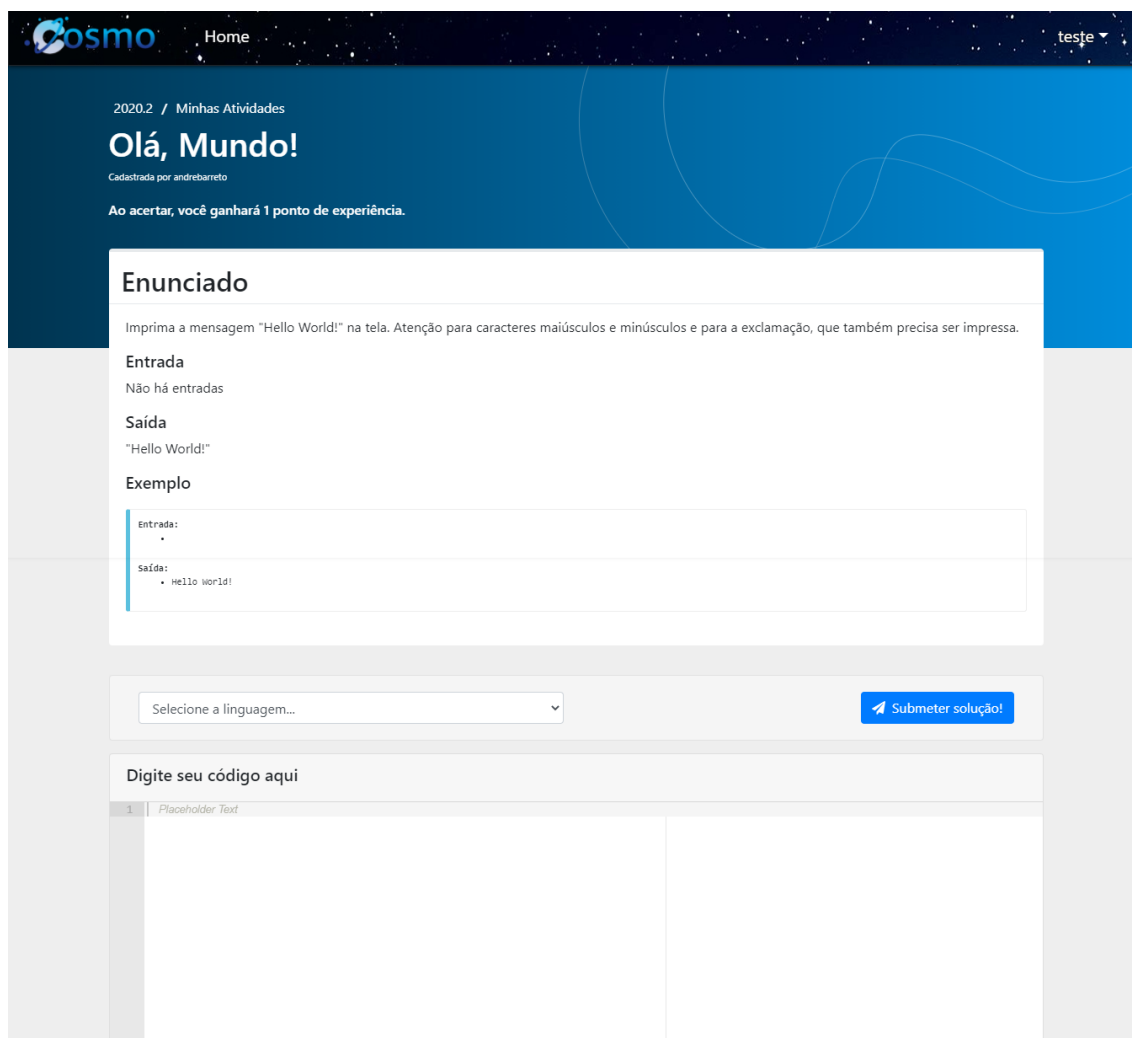 Cosmo
Home
teste
2020.2 / Minhas Atividades
Olá, Mundo!
Cadastrada por andrebarreto
Ao acertar, você ganhará 1 ponto de experiência.
Enunciado
Imprima a mensagem "Hello World!" na tela. Atenção para caracteres maiúsculos e minúsculos e para a exclamação, que também precisa ser impressa.
Entrada
Não há entradas
Saída
"Hello World!"
Exemplo
Entrada:
•
Saída:
• Hello World!
Selecione a linguagem...
Submeter solução!
Digite seu código aqui
1 Placeholder Text